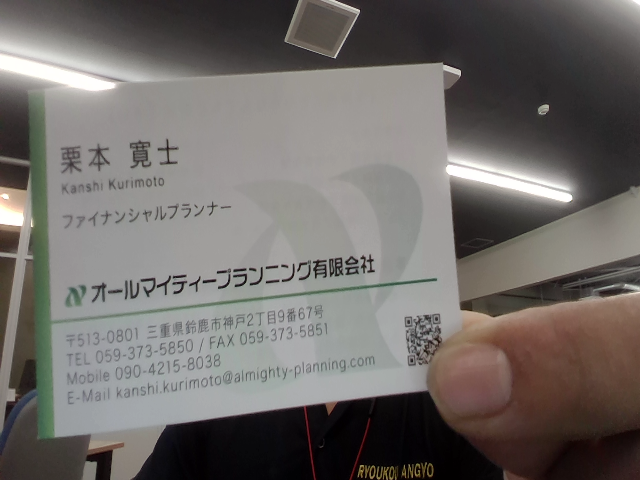 栗本 寛士
Kanshi Kurimoto
ファイナンシャルプランナー
オールマイティープランニング有限会社
〒513-0801 三重県鈴鹿市神戸2丁目9番67号
TEL 059-373-5850 / FAX 059-373-5851
Mobile 090-4215-8038
E-Mail kanshi.kurimoto@almighty-planning.com